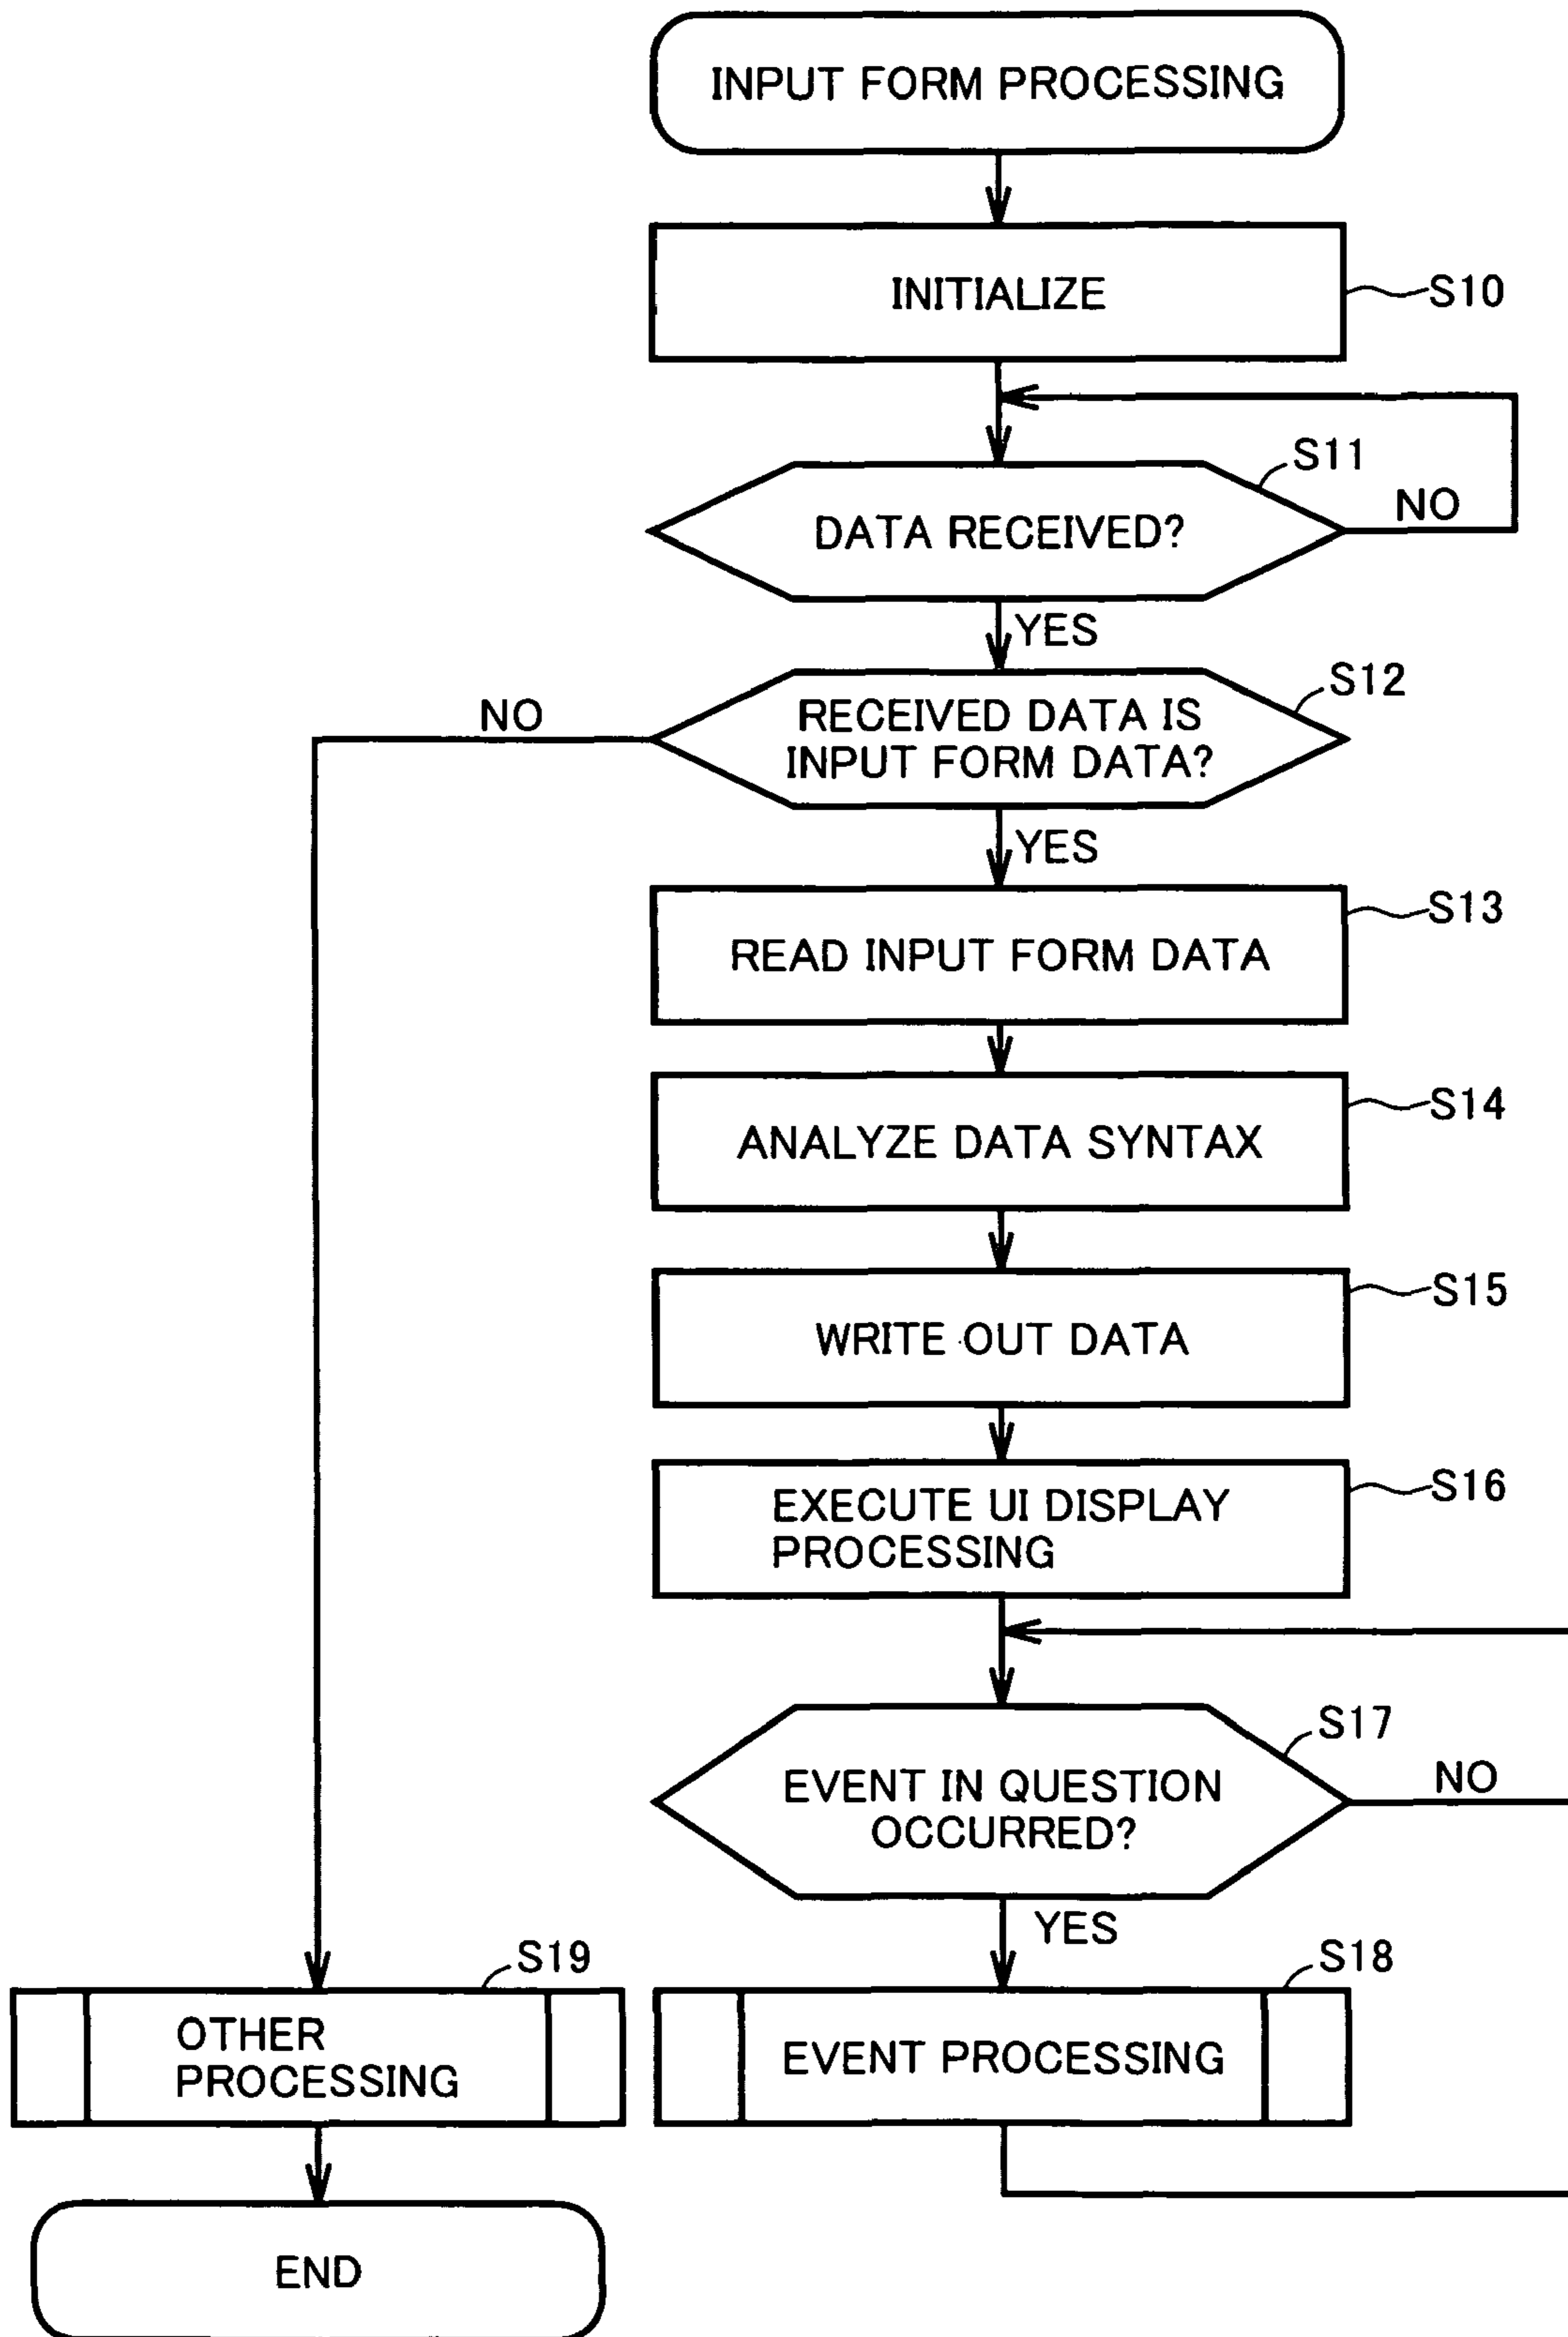 INPUT FORM PROCESSING
INITIALIZE
S10
S11
DATA RECEIVED?
NO
YES
S12
NO
RECEIVED DATA IS
INPUT FORM DATA?
YES
S13
READ INPUT FORM DATA
S14
ANALYZE DATA SYNTAX
S15
WRITE OUT DATA
S16
EXECUTE UI DISPLAY
PROCESSING
S17
EVENT IN QUESTION
OCCURRED?
NO
YES
S19
OTHER
PROCESSING
S18
EVENT PROCESSING
END